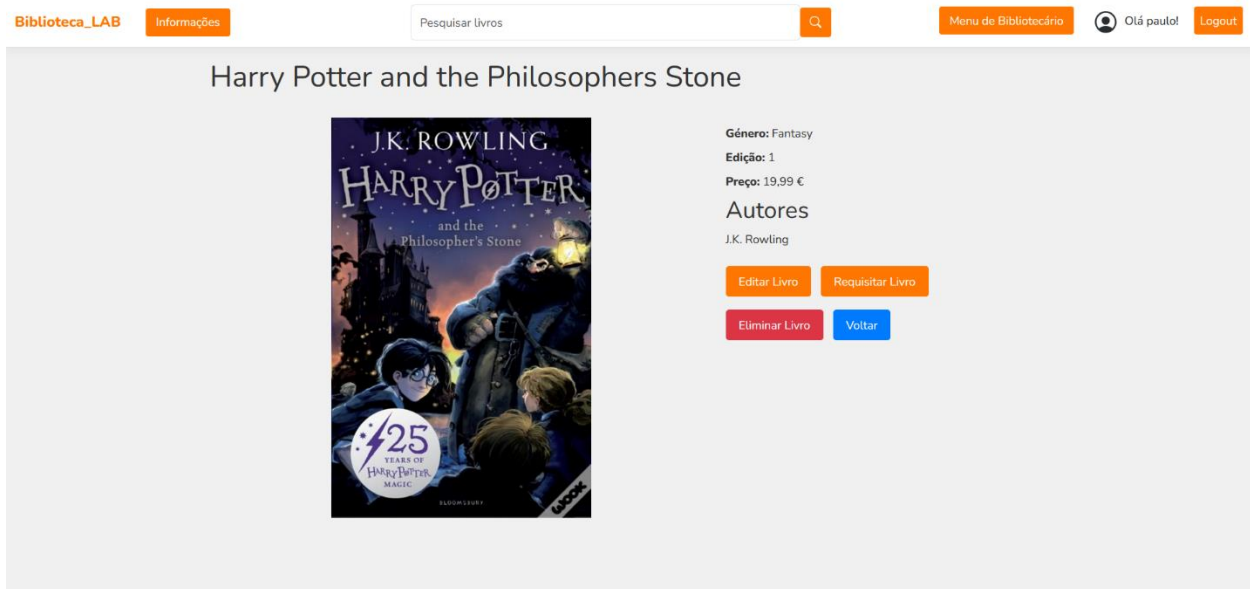 Biblioteca_LAB Informações Pesquisar livros Menu de Bibliotecário Olá paulo! Logout
Harry Potter and the Philosophers Stone
J.K. ROWLING
HARRY POTTER
and the
Philosopher's Stone
25
YEARS OF
HARRY POTTER
MAGIC
BLOOMSBURY
wook
Género: Fantasy
Edição: 1
Preço: 19,99 €
Autores
J.K. Rowling
Editar Livro Requisitar Livro
Eliminar Livro Voltar